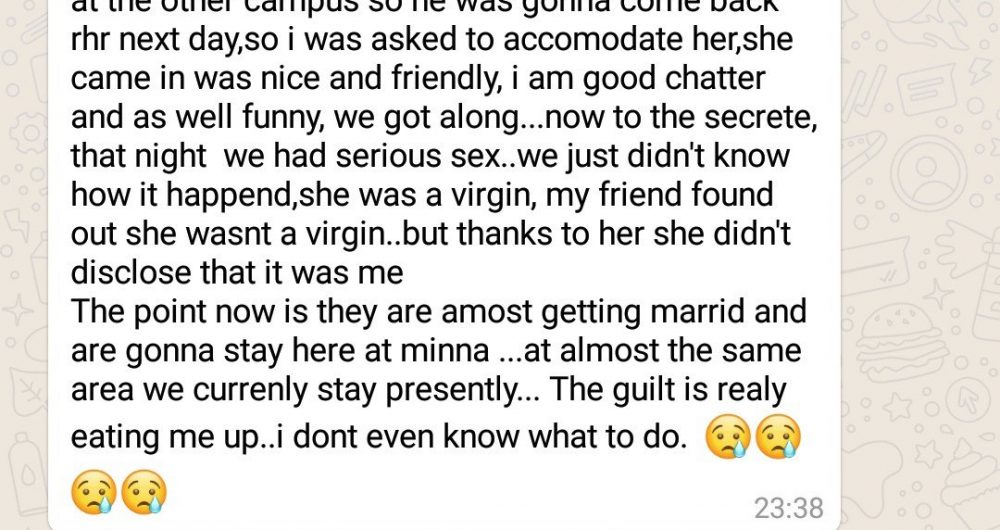 at the other campus so he was gonna come back
rhr next day,so i was asked to accomodate her,she
came in was nice and friendly, i am good chatter
and as well funny, we got along...now to the secrete,
that night  we had serious sex..we just didn't know
how it happend,she was a virgin, my friend found
out she wasnt a virgin..but thanks to her she didn't
disclose that it was me
The point now is they are amost getting marrid and
are gonna stay here at minna ...at almost the same
area we currenly stay presently... The guilt is realy
eating me up..i dont even know what to do. 😢😢
😢😢
23:38